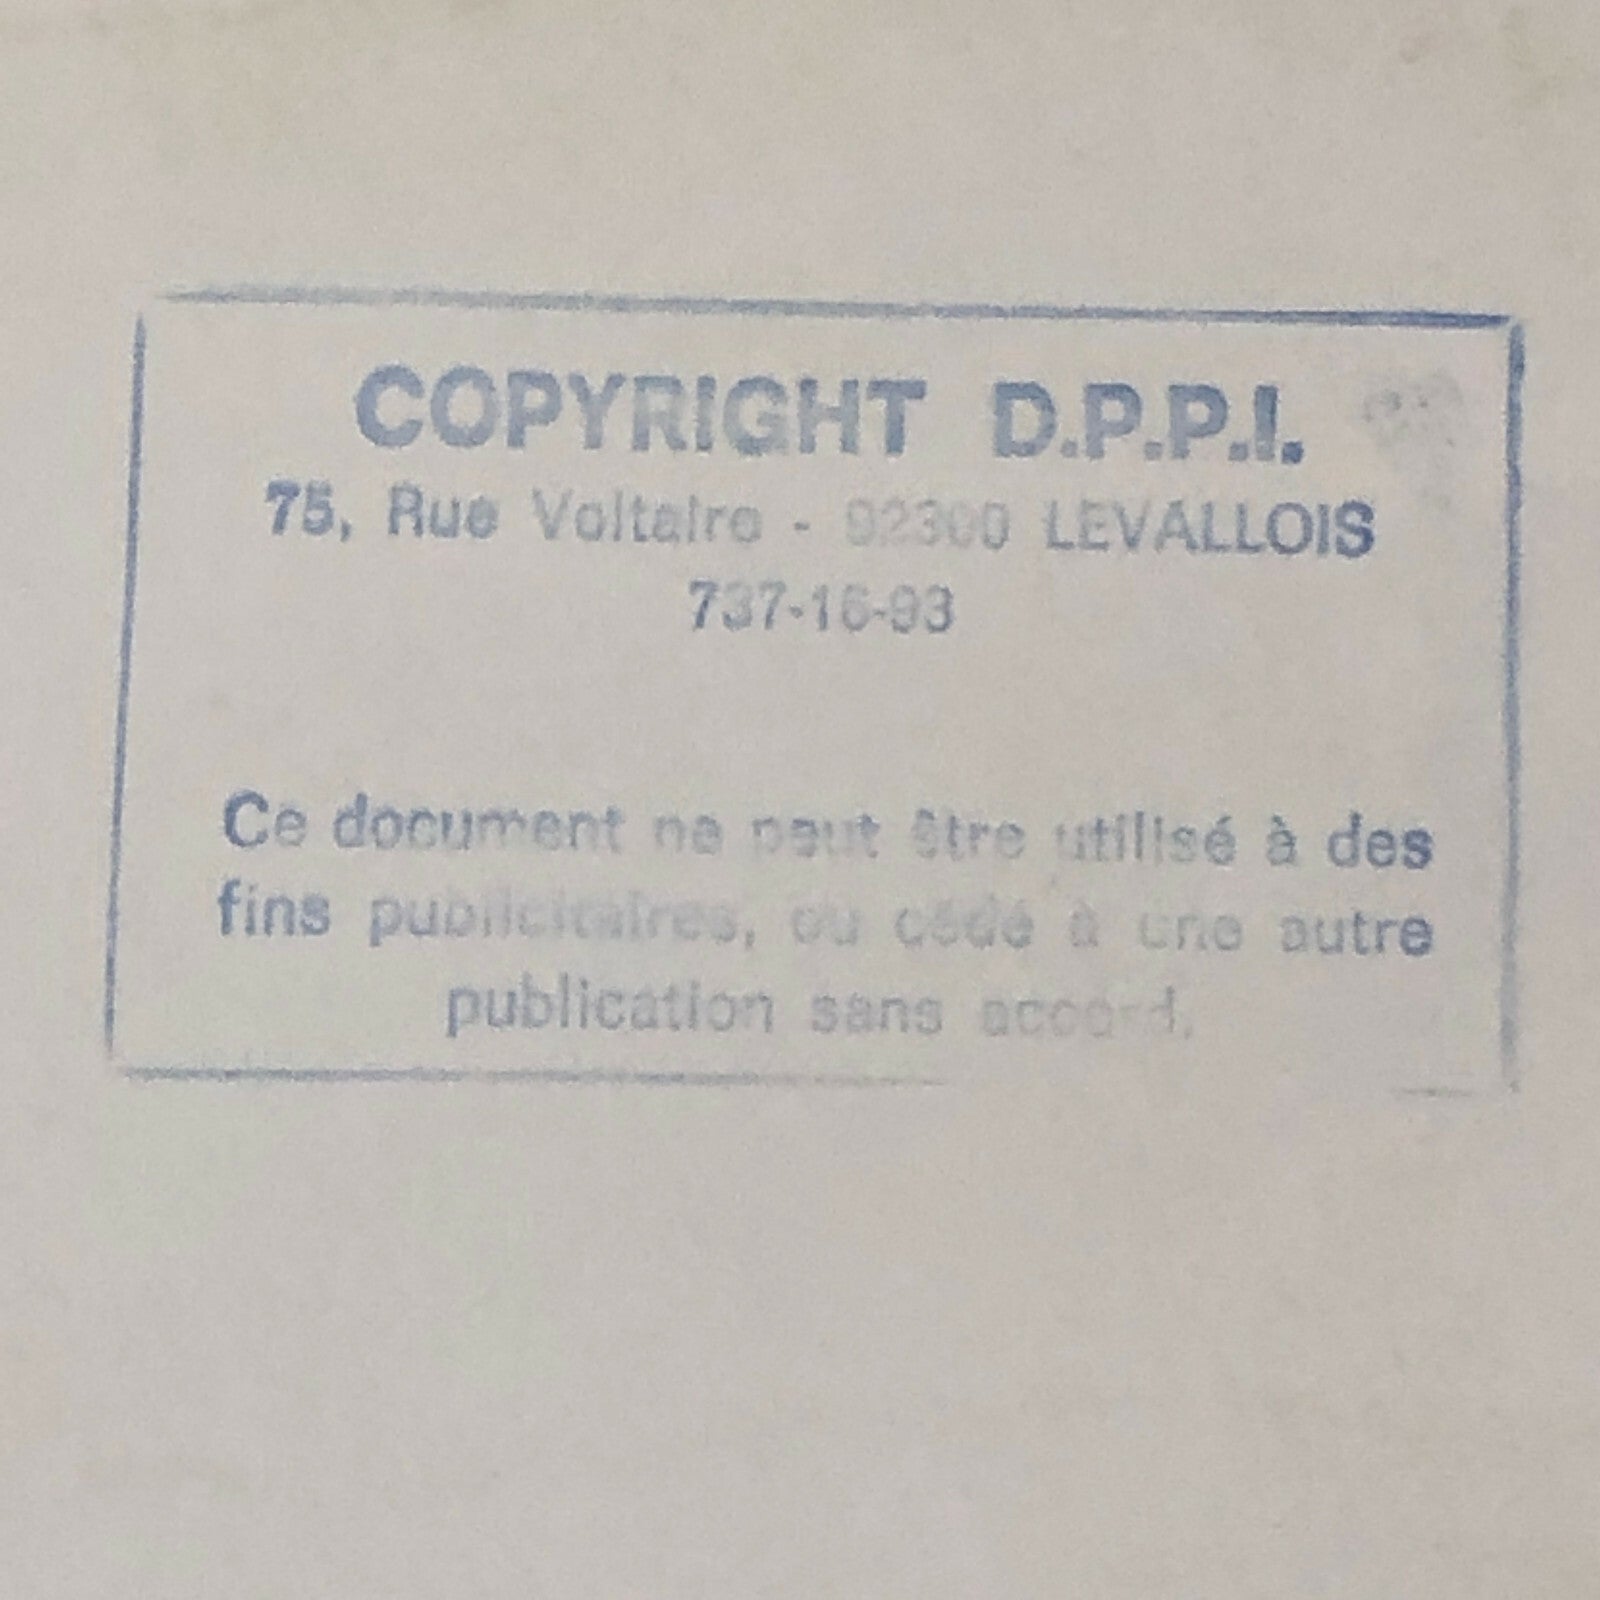 COPYRIGHT D.P.P.I.
75, Rue Voltaire - 92300 LEVALLOIS
737-16-93
Ce document ne peut être utilisé à des
fins publicitaires, ou cédé à une autre
publication sans accord.